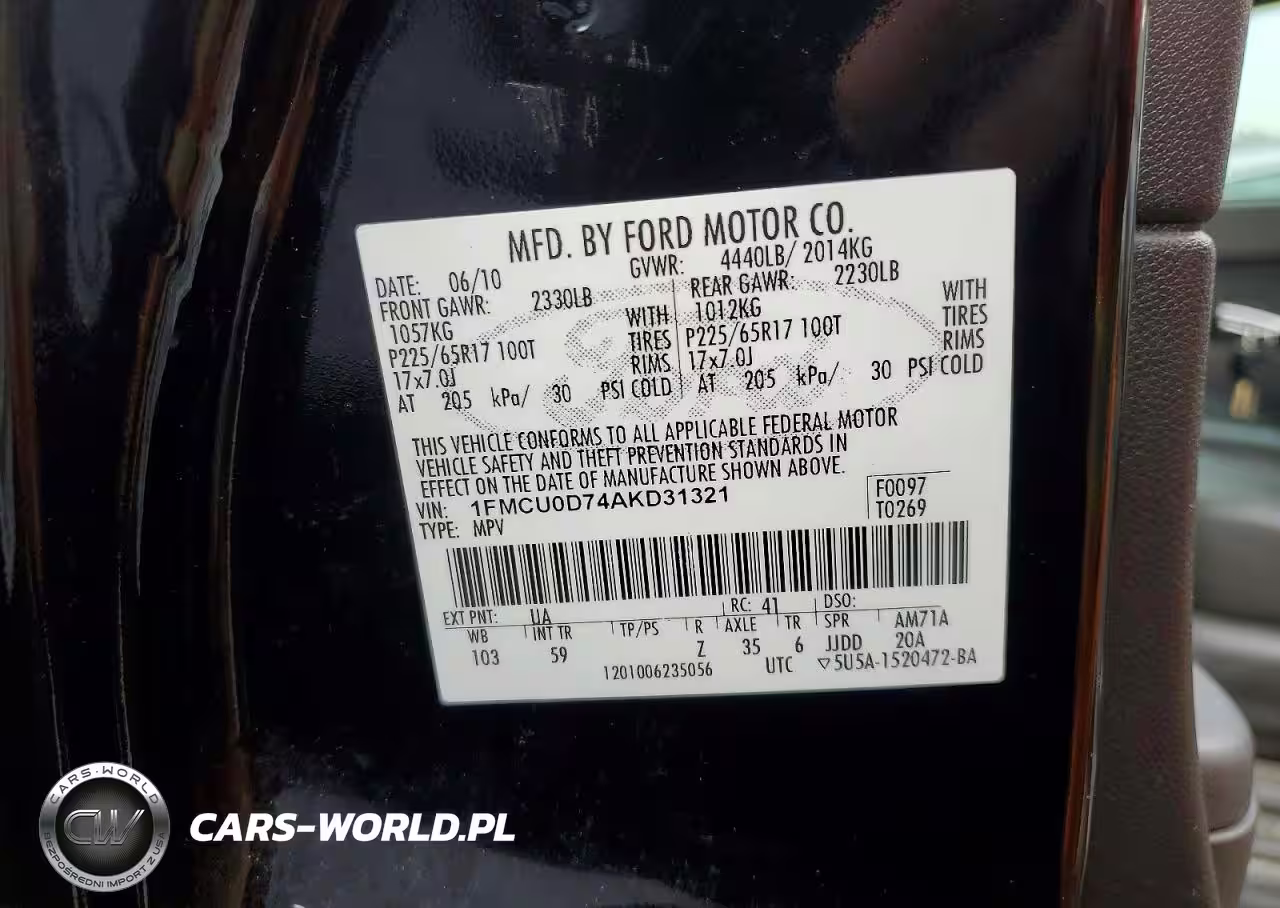 MFD. BY FORD MOTOR CO.
DATE: 06/10 GVWR: 4440LB/ 2014KG
FRONT GAWR: 2330LB REAR GAWR: 2230LB
1057KG WITH 1012KG WITH
P225/65R17 100T TIRES P225/65R17 100T TIRES
17x7.0J RIMS 17x7.0J RIMS
AT 205 kPa/ 30 PSI COLD AT 205 kPa/ 30 PSI COLD
THIS VEHICLE CONFORMS TO ALL APPLICABLE FEDERAL MOTOR
VEHICLE SAFETY AND THEFT PREVENTION STANDARDS IN
EFFECT ON THE DATE OF MANUFACTURE SHOWN ABOVE.
VIN: 1FMCU0D74AKD31321 F0097
TYPE: MPV T0269
EXT PNT: UA RC: 41 DSO:
WB INT TR TP/PS R AXLE TR SPR AM71A
103 59 Z 35 6 JJDD 20A
1201006235056 UTC ▽5U5A-1520472-BA
CARS-WORLD
CW
BEZPOŚREDNI IMPORT Z USA
CARS-WORLD.PL